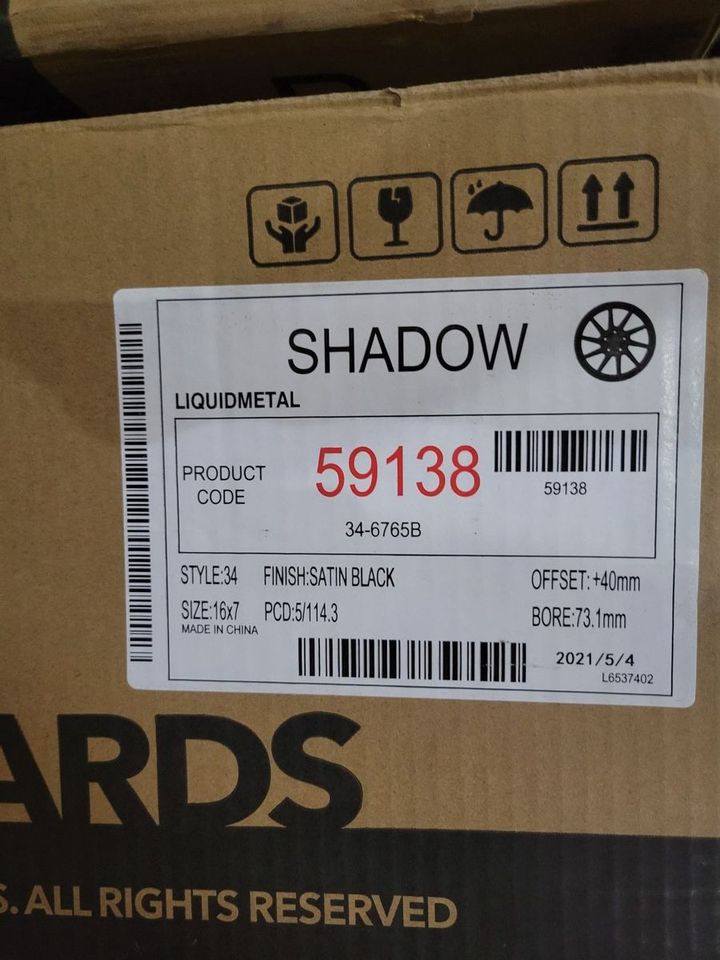 SHADOW
LIQUIDMETAL
PRODUCT
CODE
59138
59138
34-6765B
STYLE:34 FINISH:SATIN BLACK OFFSET:+40mm
SIZE:16x7 PCD:5/114.3 BORE:73.1mm
MADE IN CHINA
2021/5/4
L6537402
ARDS
S. ALL RIGHTS RESERVED